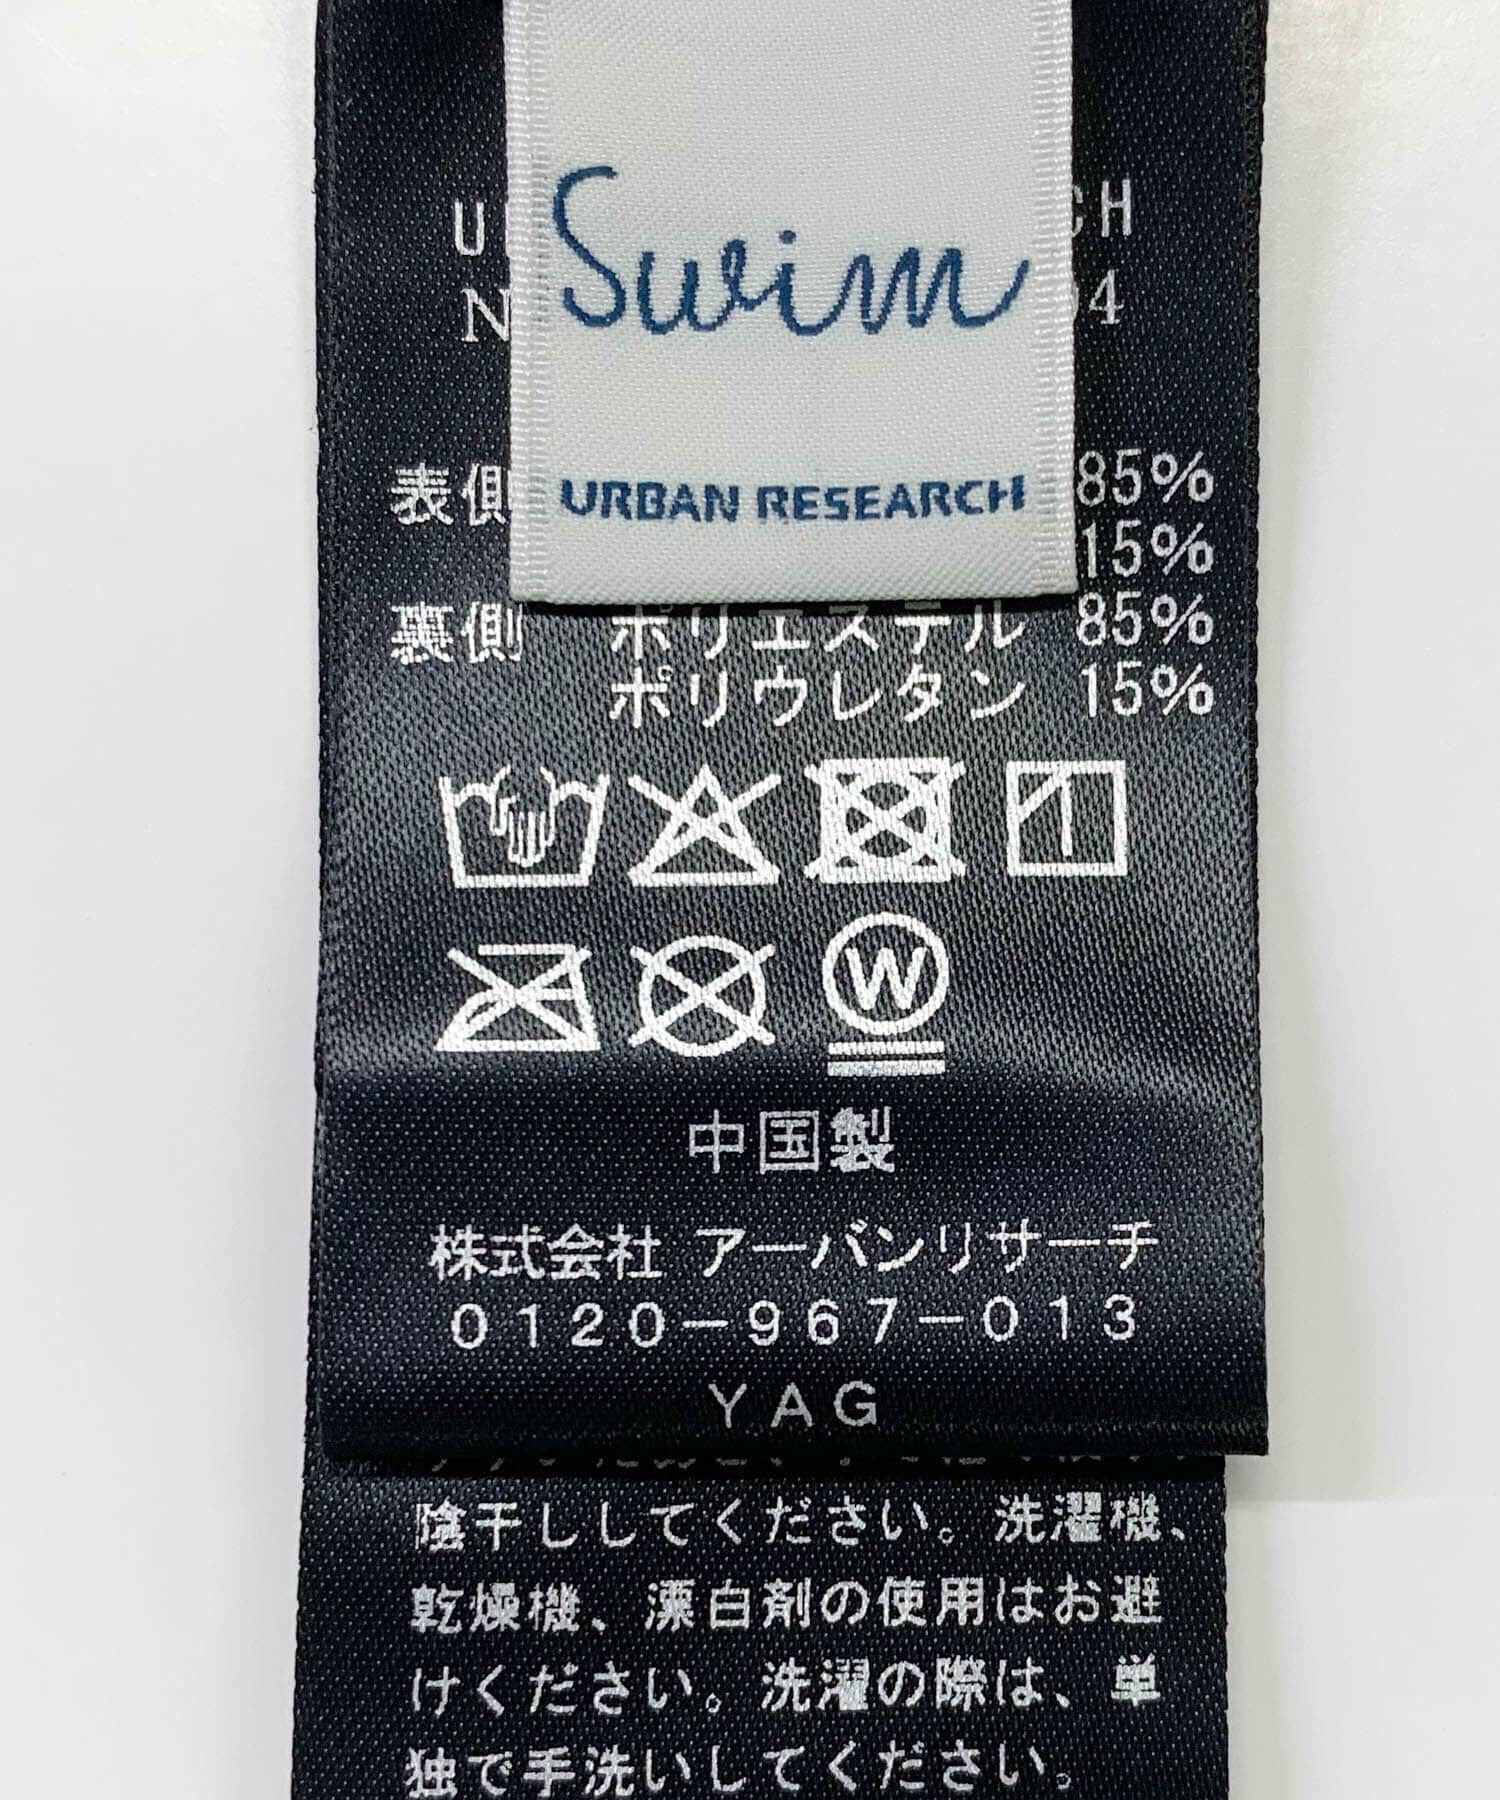 Swim
URBAN RESEARCH
CH
04
表側 85%
15%
裏側 ポリエステル 85%
ポリウレタン 15%
W
中国製
株式会社 アーバンリサーチ
0120-967-013
YAG
陰干ししてください。洗濯機、
乾燥機、漂白剤の使用はお避
けください。洗濯の際は、単
独で手洗いしてください。